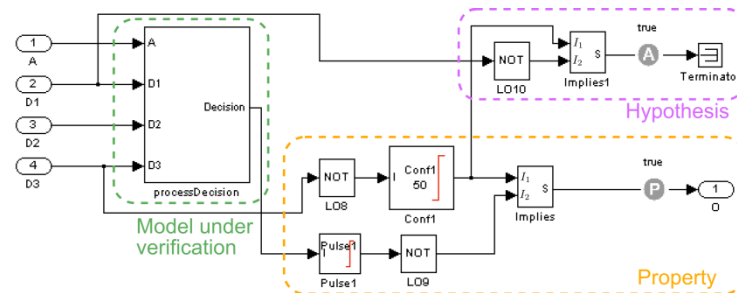 true
1
A
A
NOT
I1
I2
S
A
2
D1
D1
LO10
Implies1
Terminato
Hypothesis
Decision
3
D2
D2
4
D3
D3
true
processDecision
NOT
LO8
I
Conf1
50
Conf1
I1
I2
S
Implies
P
1
O
Model under
verification
Pulse1
I
Pulse1
NOT
LO9
Property